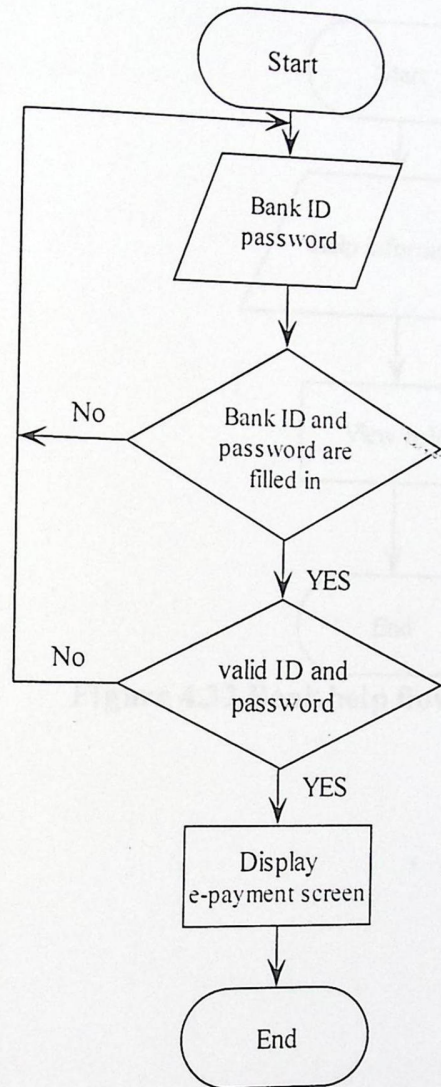 Start
Bank ID
password
No
Bank ID and
password are
filled in
YES
No
valid ID and
password
YES
Display
e-payment screen
End